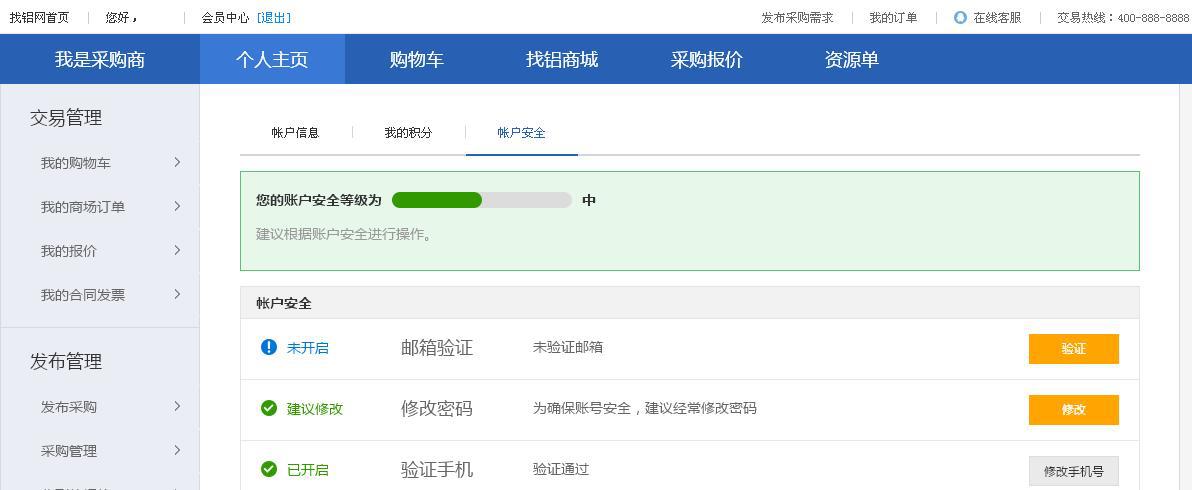 找铝网首页 您好， 会员中心 [退出] 发布采购需求 我的订单 在线客服 交易热线：400-888-8888
我是采购商 个人主页 购物车 找铝商城 采购报价 资源单
交易管理
我的购物车
我的商场订单
我的报价
我的合同发票
发布管理
发布采购
采购管理
帐户信息 我的积分 帐户安全
您的账户安全等级为 中
建议根据账户安全进行操作。
帐户安全
未开启 邮箱验证 未验证邮箱 验证
建议修改 修改密码 为确保账号安全，建议经常修改密码 修改
已开启 验证手机 验证通过 修改手机号